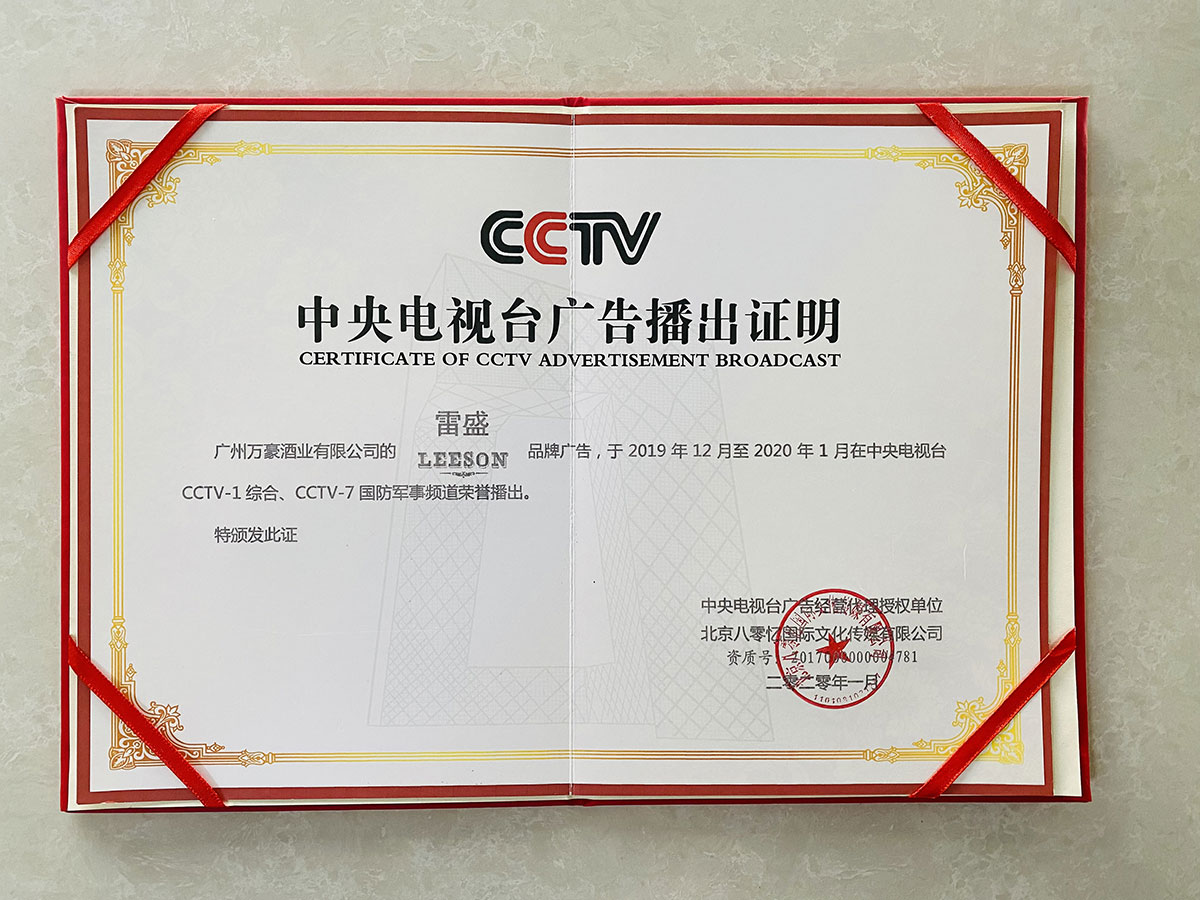 CCTV
中央电视台广告播出证明
CERTIFICATE OF CCTV ADVERTISEMENT BROADCAST
雷盛
广州万豪酒业有限公司的 LEESON 品牌广告，于 2019 年 12 月至 2020 年 1 月在中央电视台
CCTV-1 综合、CCTV-7 国防军事频道荣誉播出。
特颁发此证
中央电视台广告经营代理授权单位
北京八零忆国际文化传媒有限公司
资质号：
二零二零年一月